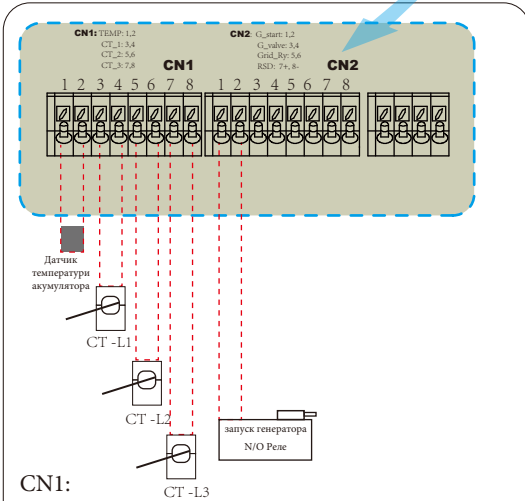 CN1: TEMP: 1,2
CT_1: 3,4
CT_2: 5,6
CT_3: 7,8
CN2: G_start: 1,2
G_valve: 3,4
Grid_Ry: 5,6
RSD: 7+, 8-
CN1
CN2
1 2 3 4 5 6 7 8
1 2 3 4 5 6 7 8
Датчик
температури
акумулятора
CT -L1
CT -L2
CT -L3
запуск генератора
N/O Реле
CN1: